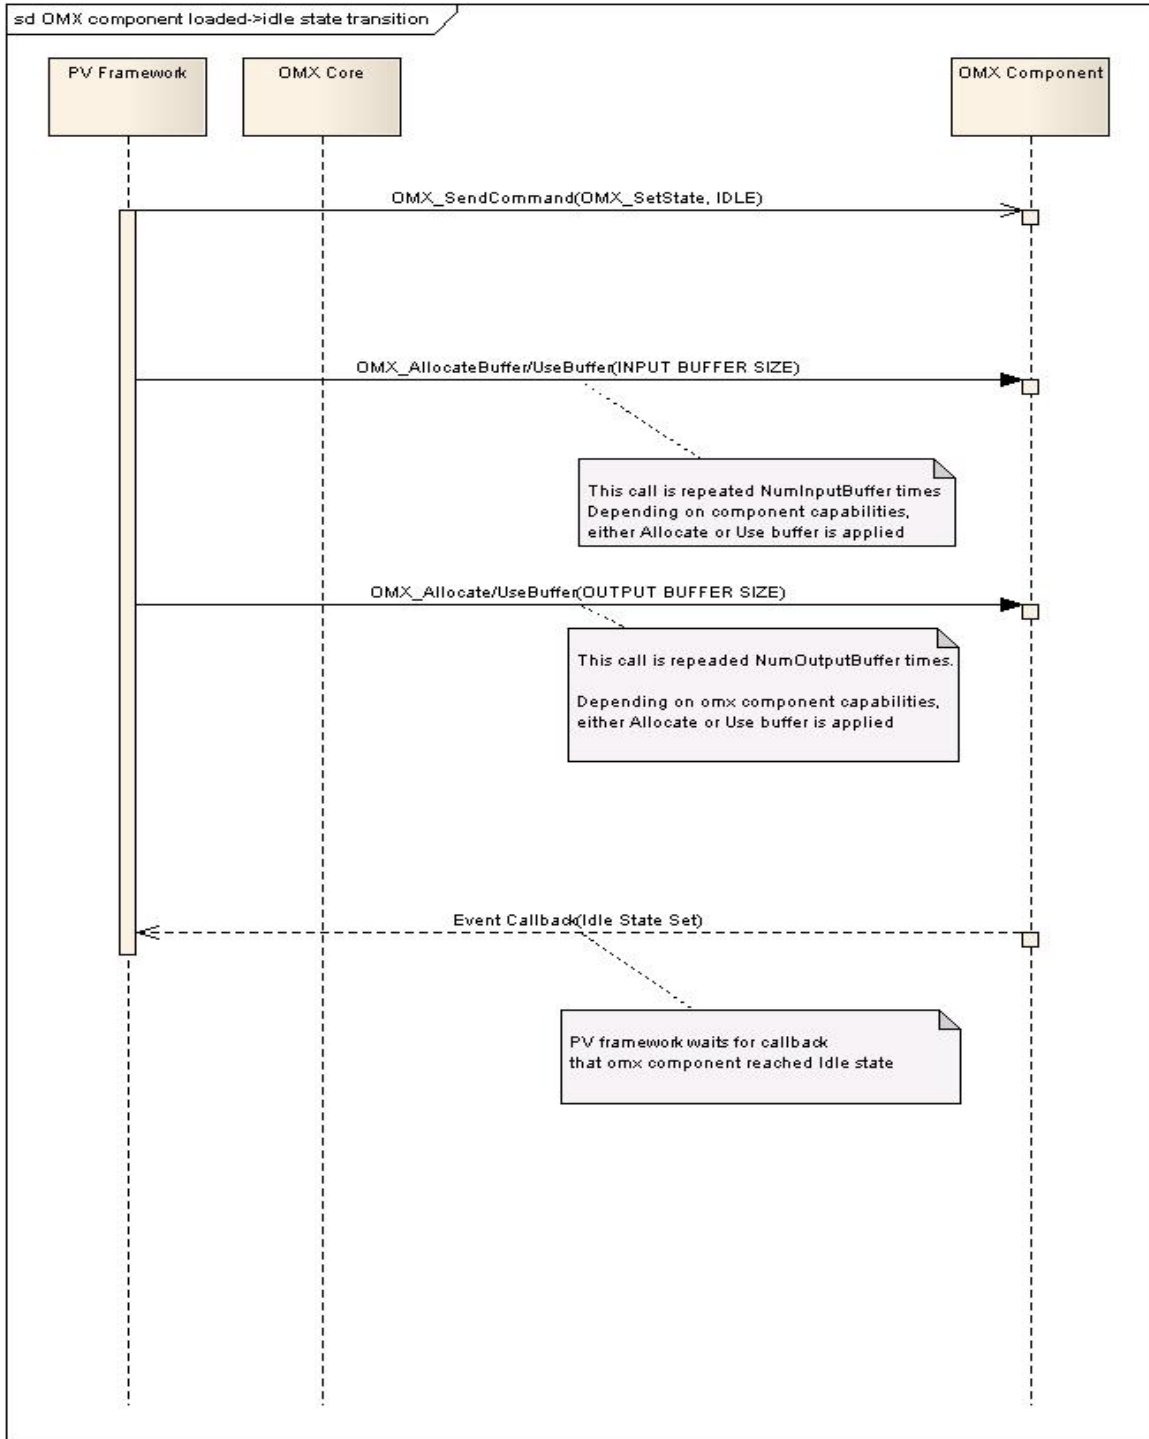 sd OMX component loaded->idle state transition
PV Framework
OMX Core
OMX Component
OMX_SendCommand(OMX_SetState, IDLE)
OMX_AllocateBuffer/UseBuffer(INPUT BUFFER SIZE)
This call is repeated NumInputBuffer times
Depending on component capabilities,
either Allocate or Use buffer is applied
OMX_Allocate/UseBuffer(OUTPUT BUFFER SIZE)
This call is repeaded NumOutputBuffer times.
Depending on omx component capabilities,
either Allocate or Use buffer is applied
Event Callback(Idle State Set)
PV framework waits for callback
that omx component reached Idle state